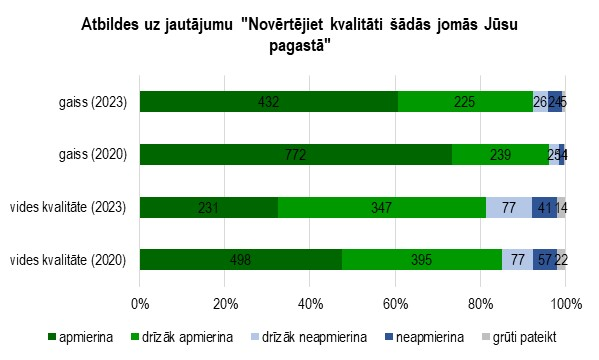 Atbildes uz jautājumu "Novērtējiet kvalitāti šādās jomās Jūsu
pagastā"
gaiss (2023) 432 225 26 24 5
gaiss (2020) 772 239 25
vides kvalitāte (2023) 231 347 77 41 14
vides kvalitāte (2020) 498 395 77 57 22
0% 20% 40% 60% 80% 100%
apmierina drīzāk apmierina drīzāk neapmierina neapmierina grūti pateikt